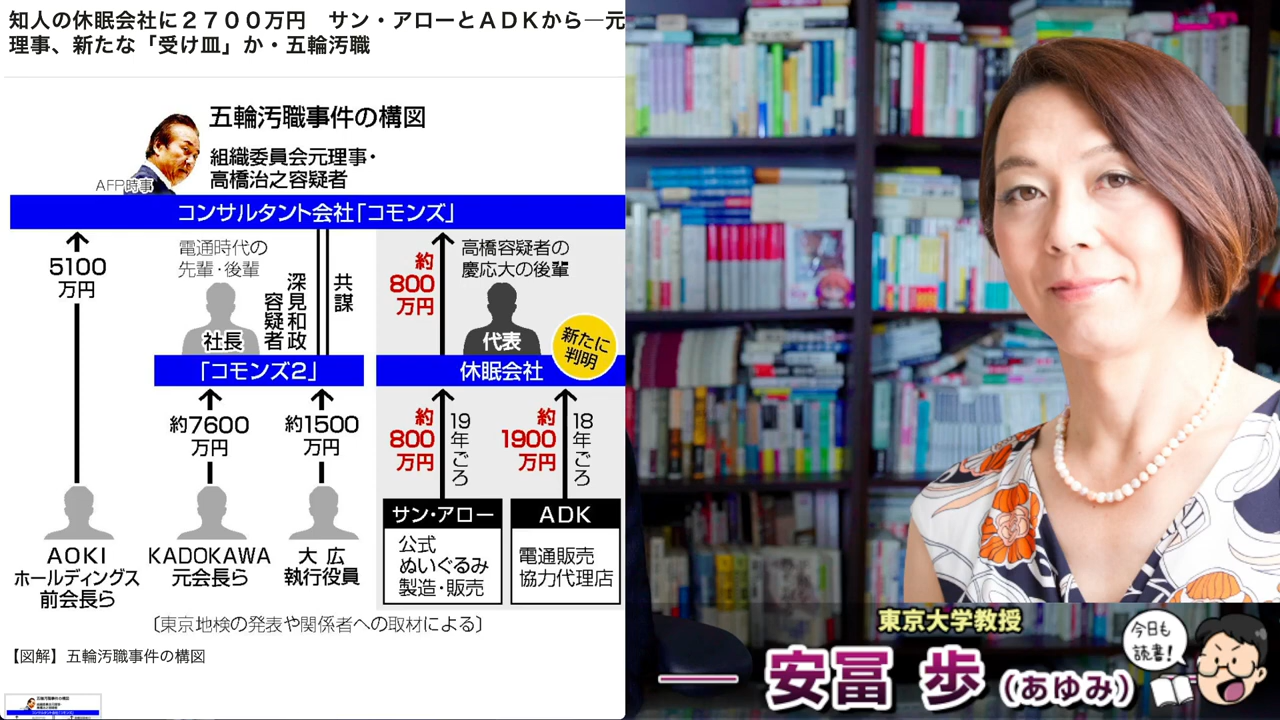 知人の休眠会社に２７００万円　サン・アローとＡＤＫから―元
理事、新たな「受け皿」か・五輪汚職
五輪汚職事件の構図
組織委員会元理事・
高橋治之容疑者
AFP時事
コンサルタント会社「コモンズ」
5100
万円
電通時代の
先輩・後輩
社長
深見和政
容疑者
共謀
約
800
万円
高橋容疑者の
慶応大の後輩
代表
新たに
判明
「コモンズ2」
休眠会社
約7600
万円
約1500
万円
約
800
万円
19年ごろ
約
1900
万円
18年ごろ
AOKI
ホールディングス
前会長ら
KADOKAWA
元会長ら
大広
執行役員
サン・アロー
公式
ぬいぐるみ
製造・販売
ADK
電通販売
協力代理店
〔東京地検の発表や関係者への取材による〕
【図解】五輪汚職事件の構図
五輪汚職事件の構図
東京大学教授
安冨 歩(あゆみ)
今日も
読書!